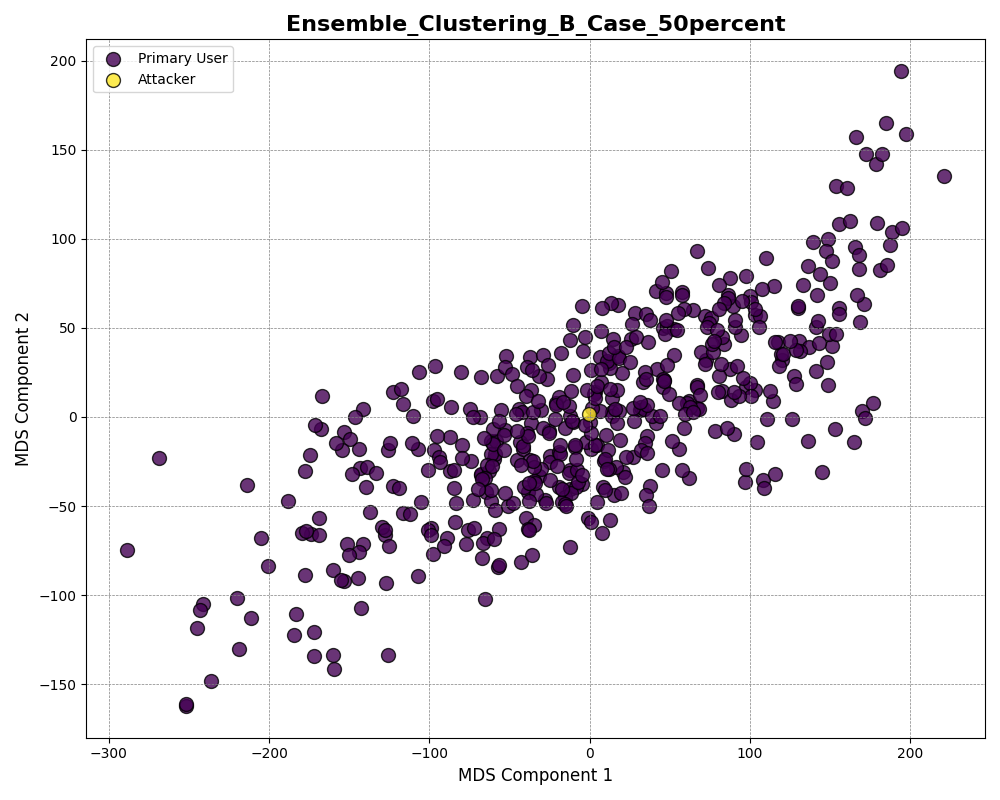 Ensemble_Clustering_B_Case_50percent
Primary User
Attacker
200
150
100
50
0
−50
−100
−150
MDS Component 2
−300
−200
−100
0
100
200
MDS Component 1